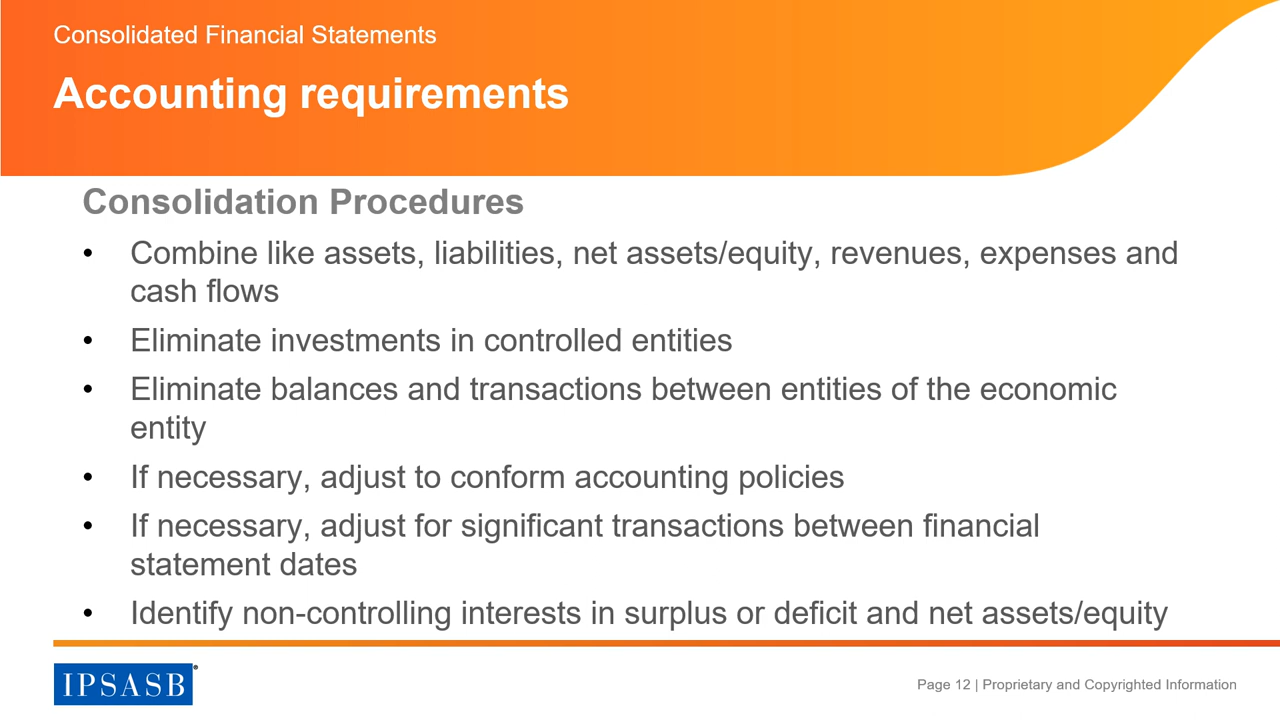 Consolidated Financial Statements
Accounting requirements
Consolidation Procedures
• Combine like assets, liabilities, net assets/equity, revenues, expenses and
cash flows
• Eliminate investments in controlled entities
• Eliminate balances and transactions between entities of the economic
entity
• If necessary, adjust to conform accounting policies
• If necessary, adjust for significant transactions between financial
statement dates
• Identify non-controlling interests in surplus or deficit and net assets/equity
IPSASB®
Page 12 | Proprietary and Copyrighted Information